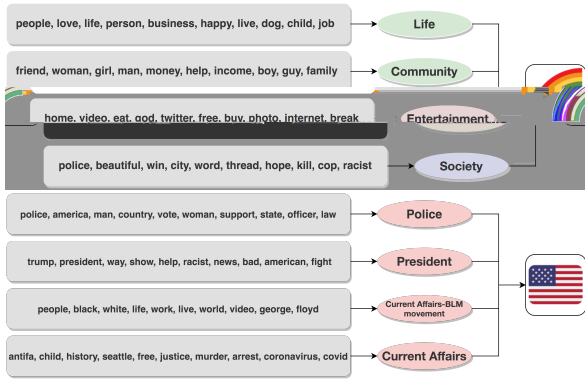 people, love, life, person, business, happy, live, dog, child, job
Life
friend, woman, girl, man, money, help, income, boy, guy, family
Community
home, video, eat, god, twitter, free, buy, photo, internet, break
Entertainment
police, beautiful, win, city, word, thread, hope, kill, cop, racist
Society
police, america, man, country, vote, woman, support, state, officer, law
Police
trump, president, way, show, help, racist, news, bad, american, fight
President
people, black, white, life, work, live, world, video, george, floyd
Current Affairs-BLM
movement
antifa, child, history, seattle, free, justice, murder, arrest, coronavirus, covid
Current Affairs